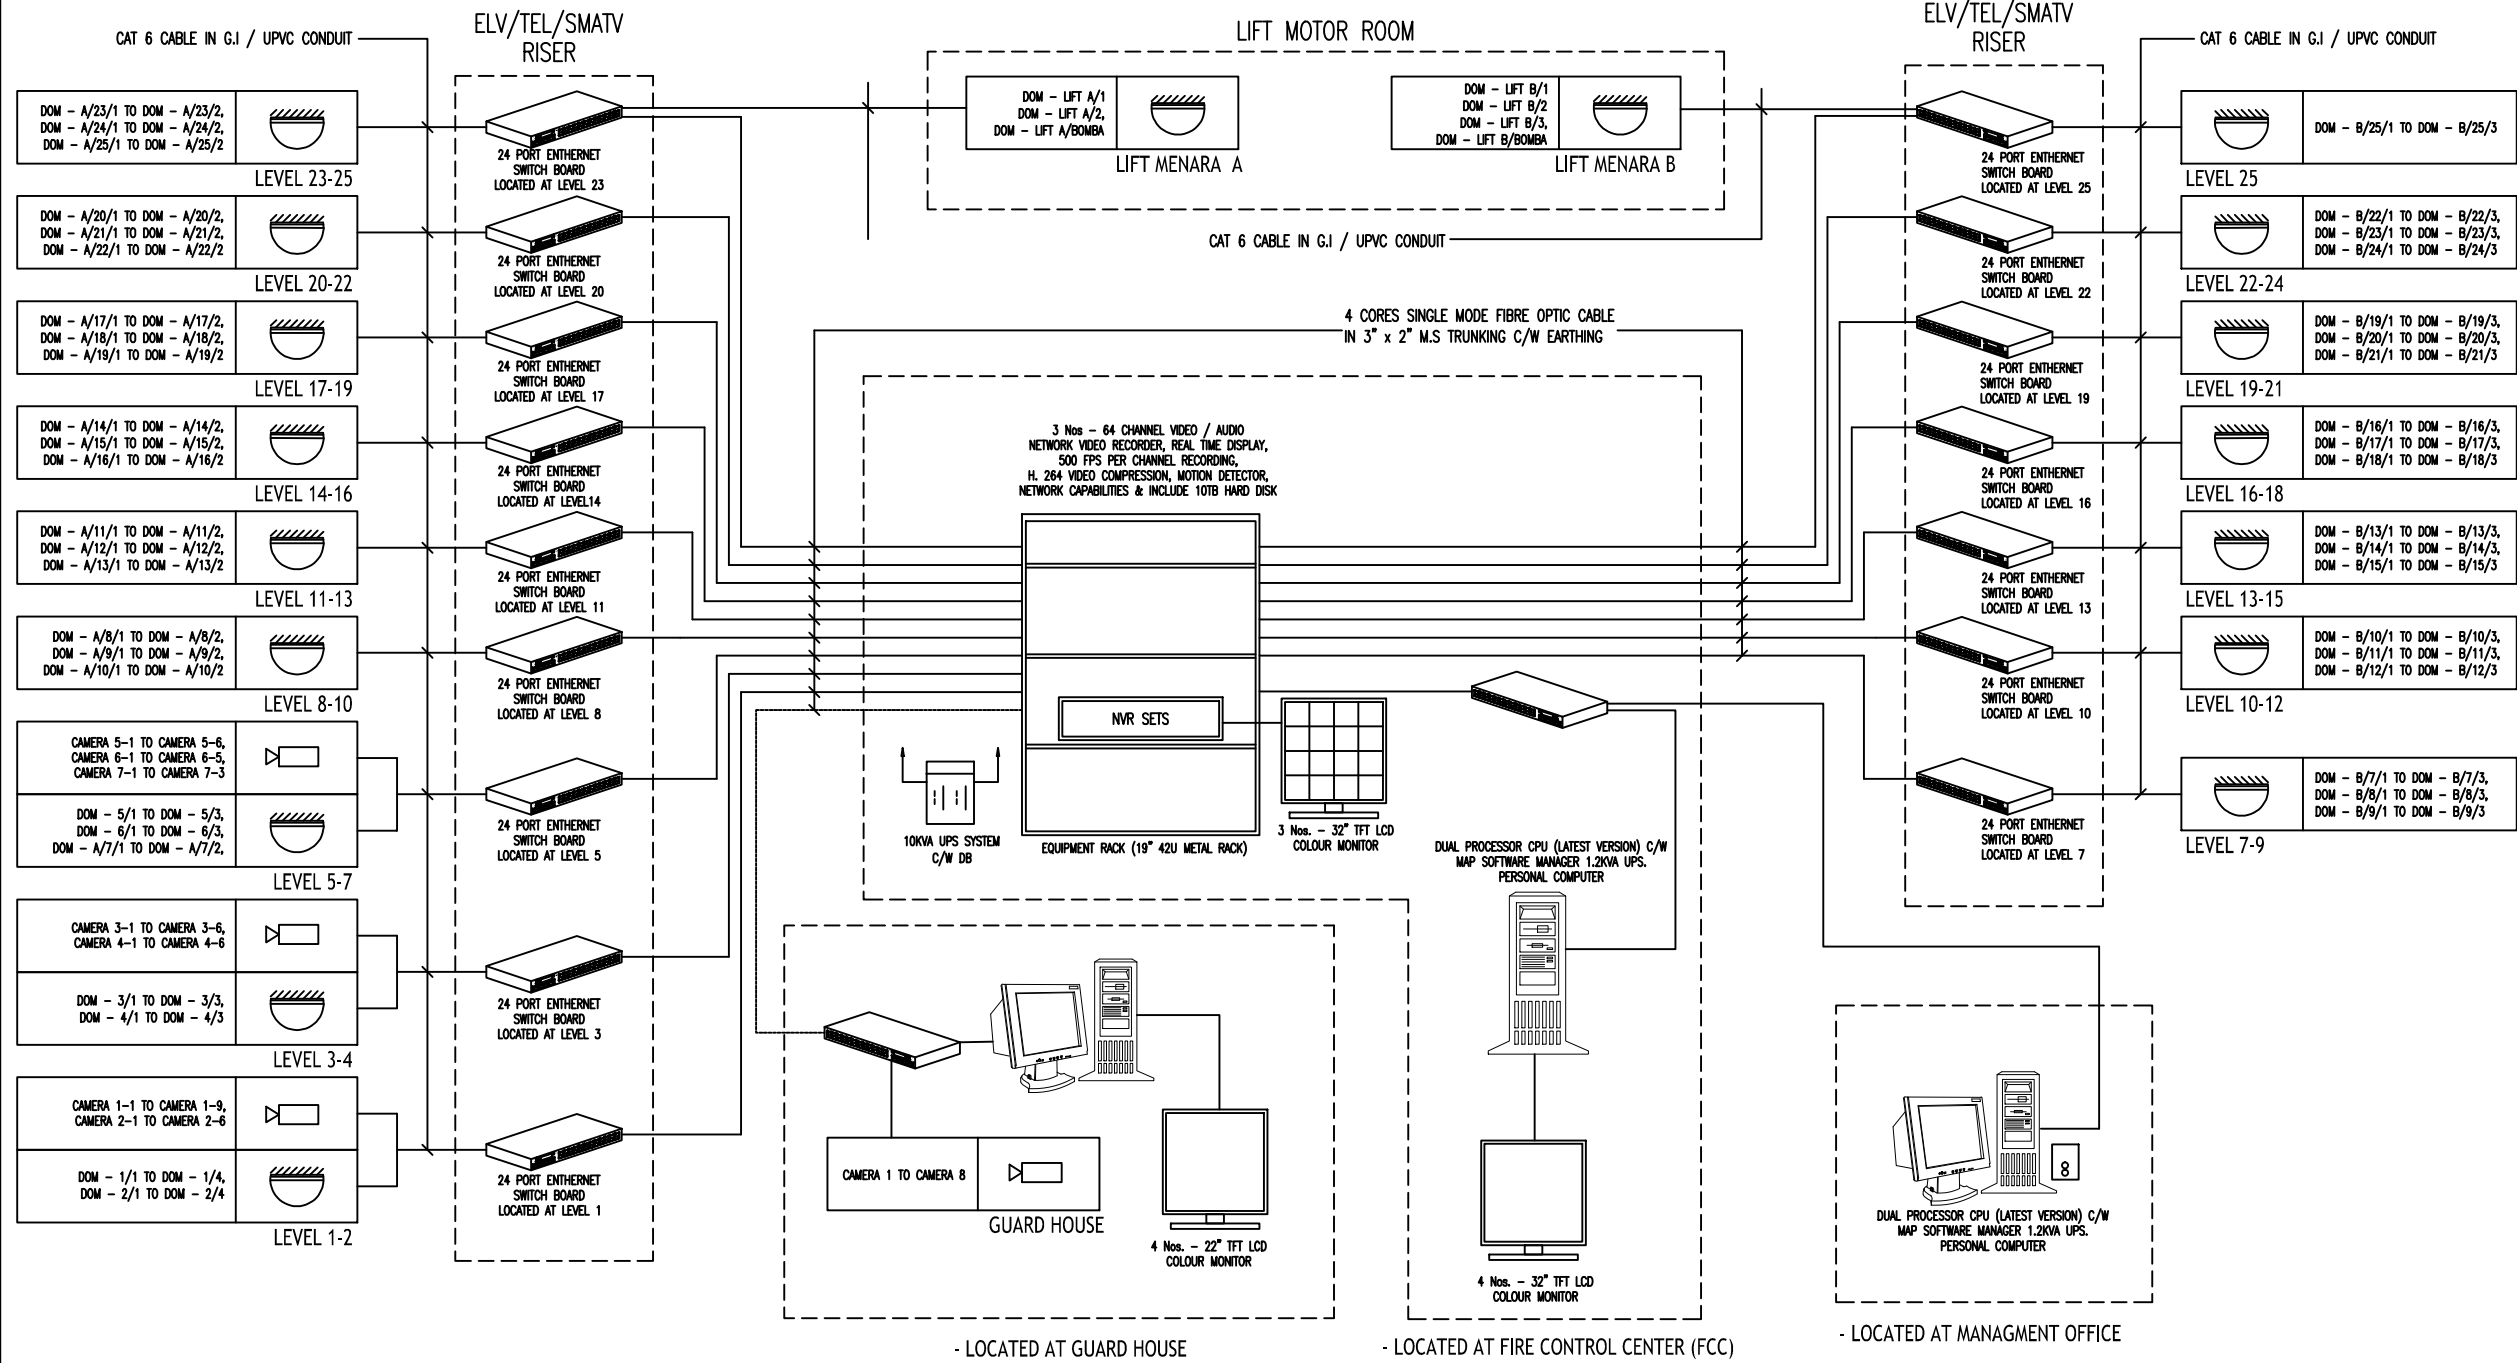 CAT 6 CABLE IN G.I / UPVC CONDUIT
ELV/TEL/SMATV
RISER
DOM - A/23/1 TO DOM - A/23/2,
DOM - A/24/1 TO DOM - A/24/2,
DOM - A/25/1 TO DOM - A/25/2
LEVEL 23-25
DOM - A/20/1 TO DOM - A/20/2,
DOM - A/21/1 TO DOM - A/21/2,
DOM - A/22/1 TO DOM - A/22/2
LEVEL 20-22
DOM - A/17/1 TO DOM - A/17/2,
DOM - A/18/1 TO DOM - A/18/2,
DOM - A/19/1 TO DOM - A/19/2
LEVEL 17-19
DOM - A/14/1 TO DOM - A/14/2,
DOM - A/15/1 TO DOM - A/15/2,
DOM - A/16/1 TO DOM - A/16/2
LEVEL 14-16
DOM - A/11/1 TO DOM - A/11/2,
DOM - A/12/1 TO DOM - A/12/2,
DOM - A/13/1 TO DOM - A/13/2
LEVEL 11-13
DOM - A/8/1 TO DOM - A/8/2,
DOM - A/9/1 TO DOM - A/9/2,
DOM - A/10/1 TO DOM - A/10/2
LEVEL 8-10
CAMERA 5-1 TO CAMERA 5-6,
CAMERA 6-1 TO CAMERA 6-5,
CAMERA 7-1 TO CAMERA 7-3
DOM - 5/1 TO DOM - 5/3,
DOM - 6/1 TO DOM - 6/3,
DOM - A/7/1 TO DOM - A/7/2,
LEVEL 5-7
CAMERA 3-1 TO CAMERA 3-6,
CAMERA 4-1 TO CAMERA 4-6
DOM - 3/1 TO DOM - 3/3,
DOM - 4/1 TO DOM - 4/3
LEVEL 3-4
CAMERA 1-1 TO CAMERA 1-9,
CAMERA 2-1 TO CAMERA 2-6
DOM - 1/1 TO DOM - 1/4,
DOM - 2/1 TO DOM - 2/4
LEVEL 1-2
24 PORT ENTHERNET
SWITCH BOARD
LOCATED AT LEVEL 23
24 PORT ENTHERNET
SWITCH BOARD
LOCATED AT LEVEL 20
24 PORT ENTHERNET
SWITCH BOARD
LOCATED AT LEVEL 17
24 PORT ENTHERNET
SWITCH BOARD
LOCATED AT LEVEL14
24 PORT ENTHERNET
SWITCH BOARD
LOCATED AT LEVEL 11
24 PORT ENTHERNET
SWITCH BOARD
LOCATED AT LEVEL 8
24 PORT ENTHERNET
SWITCH BOARD
LOCATED AT LEVEL 5
24 PORT ENTHERNET
SWITCH BOARD
LOCATED AT LEVEL 3
24 PORT ENTHERNET
SWITCH BOARD
LOCATED AT LEVEL 1
LIFT MOTOR ROOM
DOM - LIFT A/1
DOM - LIFT A/2,
DOM - LIFT A/BOMBA
LIFT MENARA A
DOM - LIFT B/1
DOM - LIFT B/2
DOM - LIFT B/3,
DOM - LIFT B/BOMBA
LIFT MENARA B
CAT 6 CABLE IN G.I / UPVC CONDUIT
4 CORES SINGLE MODE FIBRE OPTIC CABLE
IN 3" x 2" M.S TRUNKING C/W EARTHING
3 Nos - 64 CHANNEL VIDEO / AUDIO
NETWORK VIDEO RECORDER, REAL TIME DISPLAY,
500 FPS PER CHANNEL RECORDING,
H. 264 VIDEO COMPRESSION, MOTION DETECTOR,
NETWORK CAPABILITIES & INCLUDE 10TB HARD DISK
NVR SETS
10KVA UPS SYSTEM
C/W DB
EQUIPMENT RACK (19" 42U METAL RACK)
3 Nos. - 32" TFT LCD
COLOUR MONITOR
DUAL PROCESSOR CPU (LATEST VERSION) C/W
MAP SOFTWARE MANAGER 1.2KVA UPS.
PERSONAL COMPUTER
4 Nos. - 32" TFT LCD
COLOUR MONITOR
- LOCATED AT FIRE CONTROL CENTER (FCC)
CAMERA 1 TO CAMERA 8
GUARD HOUSE
4 Nos. - 22" TFT LCD
COLOUR MONITOR
- LOCATED AT GUARD HOUSE
8
DUAL PROCESSOR CPU (LATEST VERSION) C/W
MAP SOFTWARE MANAGER 1.2KVA UPS.
PERSONAL COMPUTER
- LOCATED AT MANAGMENT OFFICE
ELV/TEL/SMATV
RISER
CAT 6 CABLE IN G.I / UPVC CONDUIT
24 PORT ENTHERNET
SWITCH BOARD
LOCATED AT LEVEL 25
24 PORT ENTHERNET
SWITCH BOARD
LOCATED AT LEVEL 22
24 PORT ENTHERNET
SWITCH BOARD
LOCATED AT LEVEL 19
24 PORT ENTHERNET
SWITCH BOARD
LOCATED AT LEVEL 16
24 PORT ENTHERNET
SWITCH BOARD
LOCATED AT LEVEL 13
24 PORT ENTHERNET
SWITCH BOARD
LOCATED AT LEVEL 10
24 PORT ENTHERNET
SWITCH BOARD
LOCATED AT LEVEL 7
DOM - B/25/1 TO DOM - B/25/3
LEVEL 25
DOM - B/22/1 TO DOM - B/22/3,
DOM - B/23/1 TO DOM - B/23/3,
DOM - B/24/1 TO DOM - B/24/3
LEVEL 22-24
DOM - B/19/1 TO DOM - B/19/3,
DOM - B/20/1 TO DOM - B/20/3,
DOM - B/21/1 TO DOM - B/21/3
LEVEL 19-21
DOM - B/16/1 TO DOM - B/16/3,
DOM - B/17/1 TO DOM - B/17/3,
DOM - B/18/1 TO DOM - B/18/3
LEVEL 16-18
DOM - B/13/1 TO DOM - B/13/3,
DOM - B/14/1 TO DOM - B/14/3,
DOM - B/15/1 TO DOM - B/15/3
LEVEL 13-15
DOM - B/10/1 TO DOM - B/10/3,
DOM - B/11/1 TO DOM - B/11/3,
DOM - B/12/1 TO DOM - B/12/3
LEVEL 10-12
DOM - B/7/1 TO DOM - B/7/3,
DOM - B/8/1 TO DOM - B/8/3,
DOM - B/9/1 TO DOM - B/9/3
LEVEL 7-9